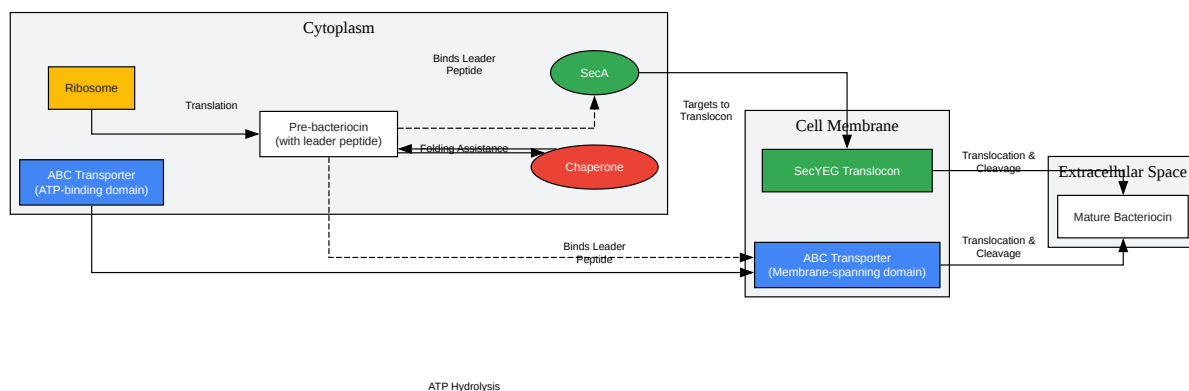 Cytoplasm
Binds Leader
Peptide
SecA
Ribosome
Translation
Targets to
Translocon
Pre-bacteriocin
(with leader peptide)
Cell Membrane
Folding Assistance
Chaperone
SecYEG Translocon
Translocation &
Cleavage
Extracellular Space
ABC Transporter
(ATP-binding domain)
Mature Bacteriocin
Binds Leader
Peptide
ABC Transporter
(Membrane-spanning domain)
Translocation &
Cleavage
ATP Hydrolysis